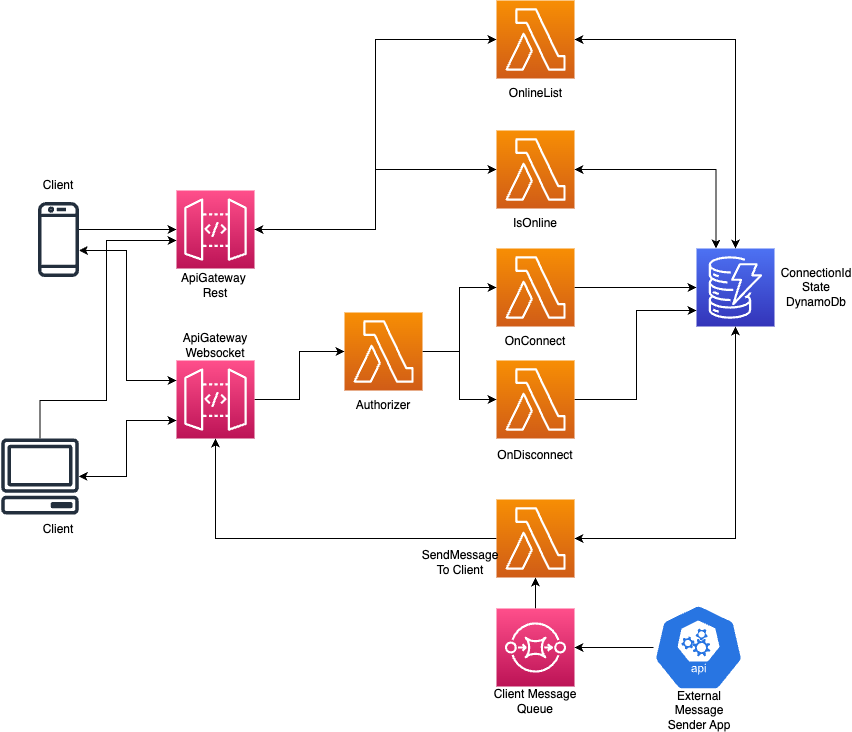 OnlineList
Client
IsOnline
ApiGateway
Rest
ConnectionId
State
DynamoDb
ApiGateway
Websocket
OnConnect
Authorizer
OnDisconnect
Client
SendMessage
To Client
api
Client Message
Queue
External
Message
Sender App